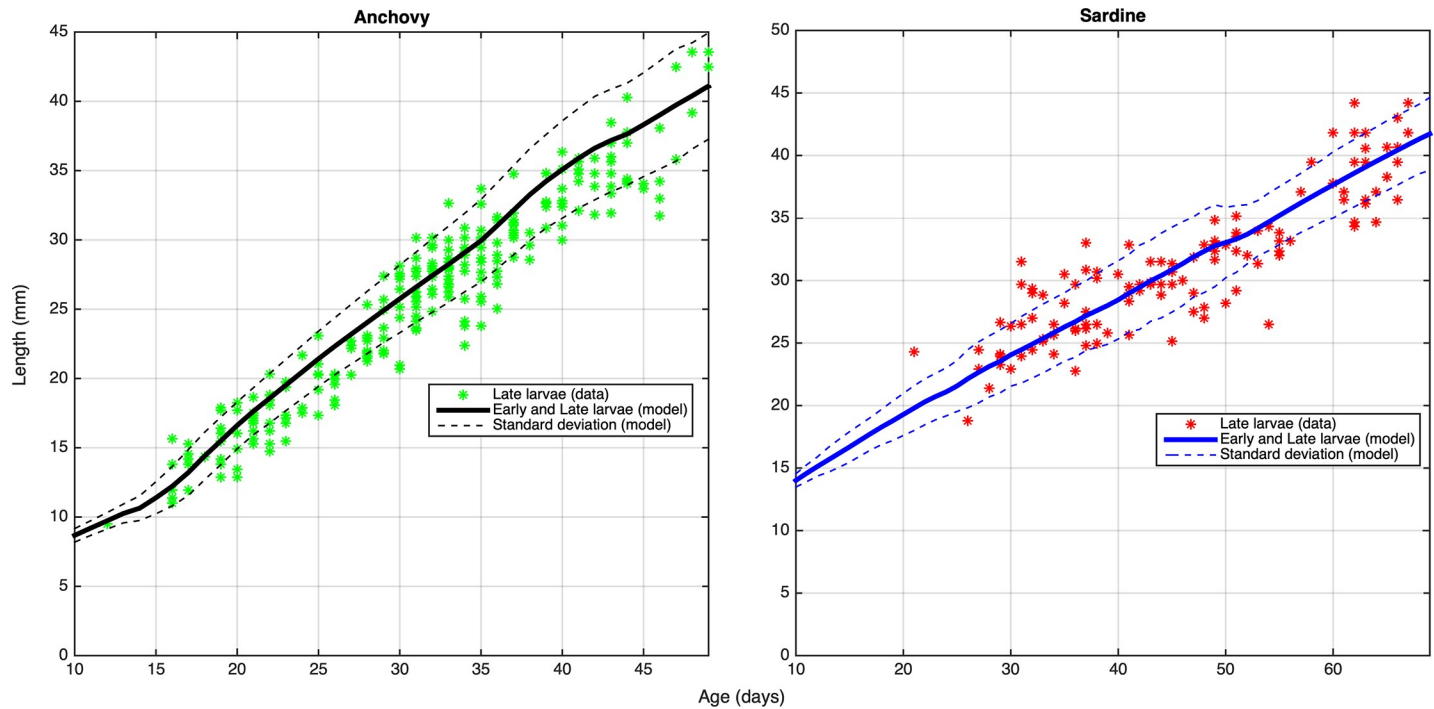 Anchovy
45
40
35
30
25
20
15
10
5
0
10 15 20 25 30 35 40 45
Length (mm)
Late larvae (data)
Early and Late larvae (model)
Standard deviation (model)
Sardine
50
45
40
35
30
25
20
15
10
5
0
10 20 30 40 50 60
Late larvae (data)
Early and Late larvae (model)
Standard deviation (model)
Age (days)